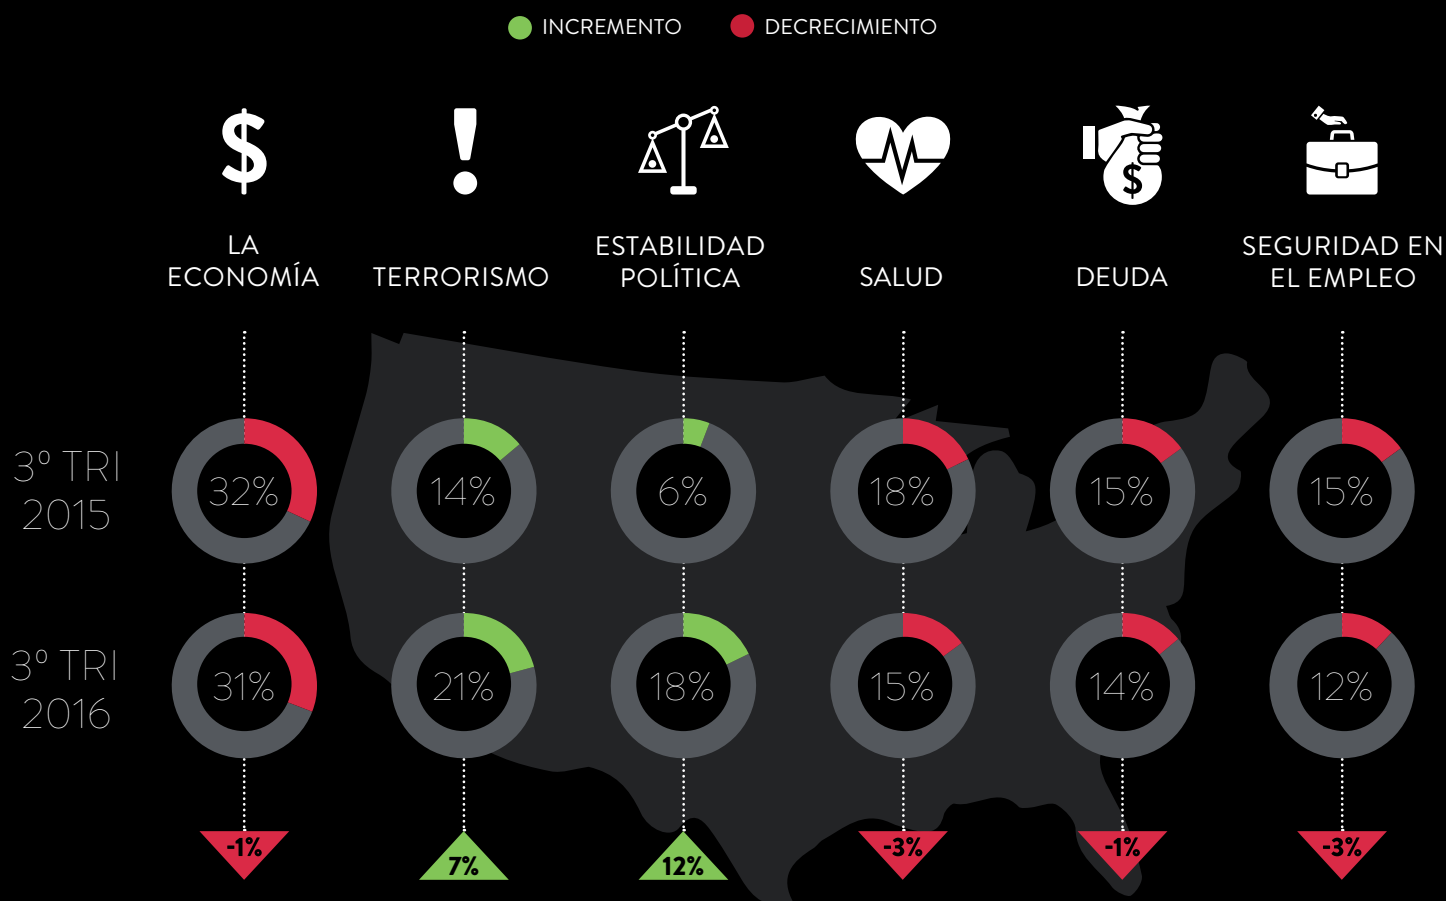 INCREMENTO
DECRECIMIENTO
$
!
$
LA
ECONOMÍA
TERRORISMO
ESTABILIDAD
POLÍTICA
SALUD
DEUDA
SEGURIDAD EN
EL EMPLEO
3º TRI
2015
32%
14%
6%
18%
15%
15%
3º TRI
2016
31%
21%
18%
15%
14%
12%
-1%
7%
12%
-3%
-1%
-3%